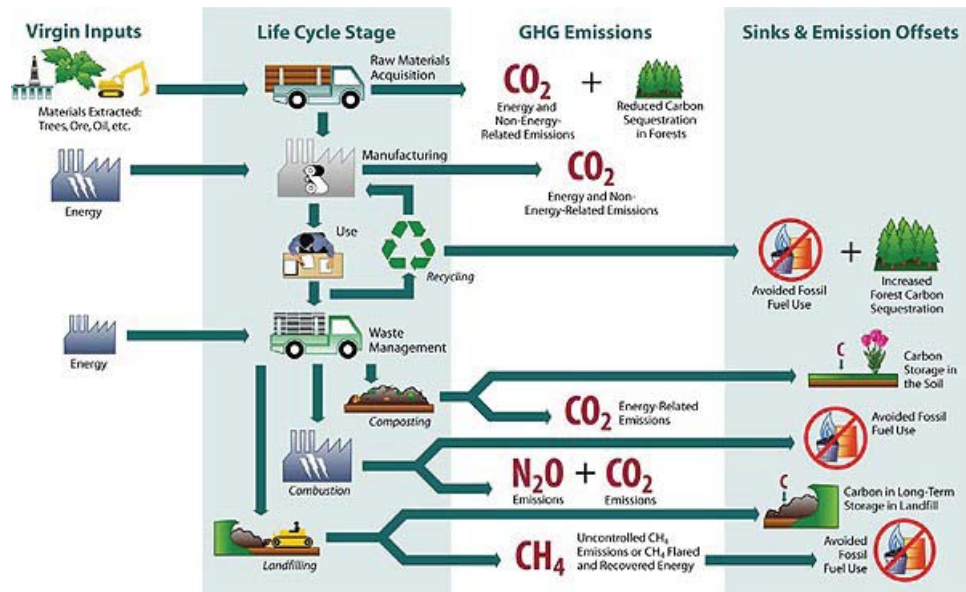 Virgin Inputs
Life Cycle Stage
GHG Emissions
Sinks & Emission Offsets
Materials Extracted:
Trees, Ore, Oil, etc.
Raw Materials
Acquisition
CO2
Energy and
Non-Energy-
Related Emissions
+
Reduced Carbon
Sequestration
in Forests
Energy
Manufacturing
CO2
Energy and Non-
Energy-Related Emissions
Use
Recycling
Avoided Fossil
Fuel Use
+
Increased
Forest Carbon
Sequestration
Energy
Waste
Management
Composting
C
Carbon
Storage in
the Soil
CO2
Energy-Related
Emissions
Combustion
Avoided Fossil
Fuel Use
N2O
Emissions
+
CO2
Emissions
Landfilling
C
Carbon in Long-Term
Storage in Landfill
CH4
Uncontrolled CH4
Emissions or CH4 Flared
and Recovered Energy
Avoided
Fossil
Fuel Use